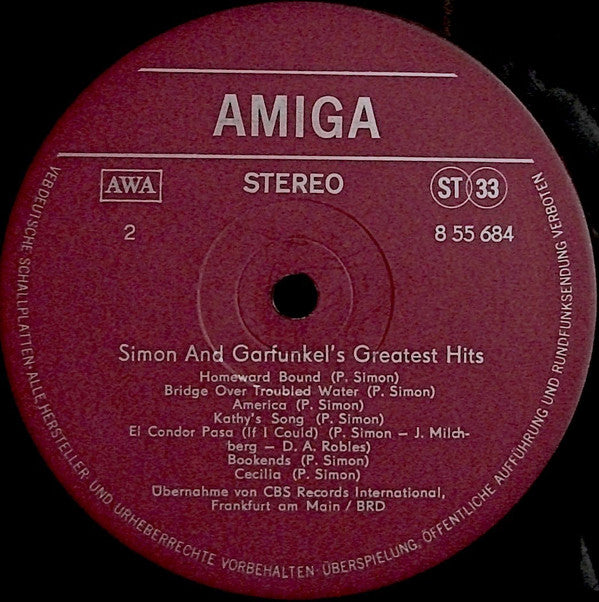 AMIGA
AWA
STEREO
ST 33
2
8 55 684
Simon And Garfunkel's Greatest Hits
Homeward Bound (P. Simon)
Bridge Over Troubled Water (P. Simon)
America (P. Simon)
Kathy's Song (P. Simon)
El Condor Pasa (If I Could) (P. Simon – J. Milch-
berg – D. A. Robles)
Bookends (P. Simon)
Cecilia (P. Simon)
Übernahme von CBS Records International,
Frankfurt am Main / BRD
VEB DEUTSCHE SCHALLPLATTEN · ALLE HERSTELLER- UND URHEBERRECHTE VORBEHALTEN · ÜBERSPIELUNG, ÖFFENTLICHE AUFFÜHRUNG UND RUNDFUNKSENDUNG VERBOTEN